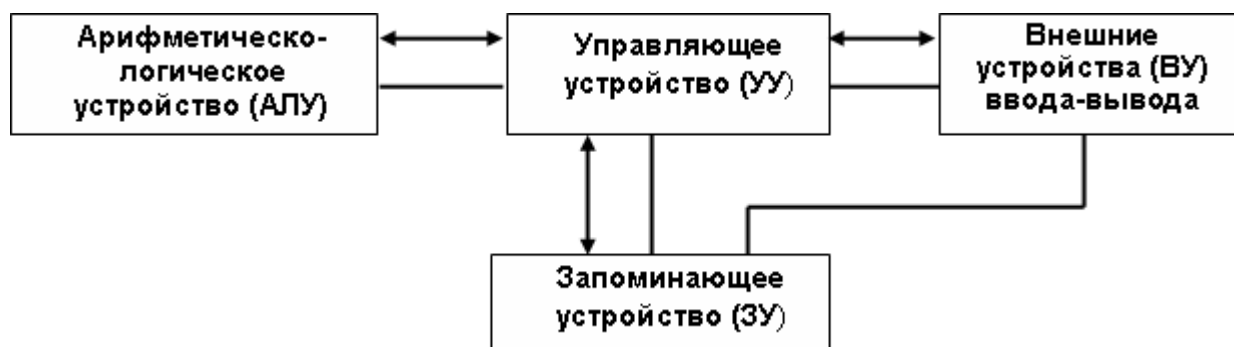 Арифметическо-
логическое
устройство (АЛУ)
Управляющее
устройство (УУ)
Внешние
устройства (ВУ)
ввода-вывода
Запоминающее
устройство (ЗУ)